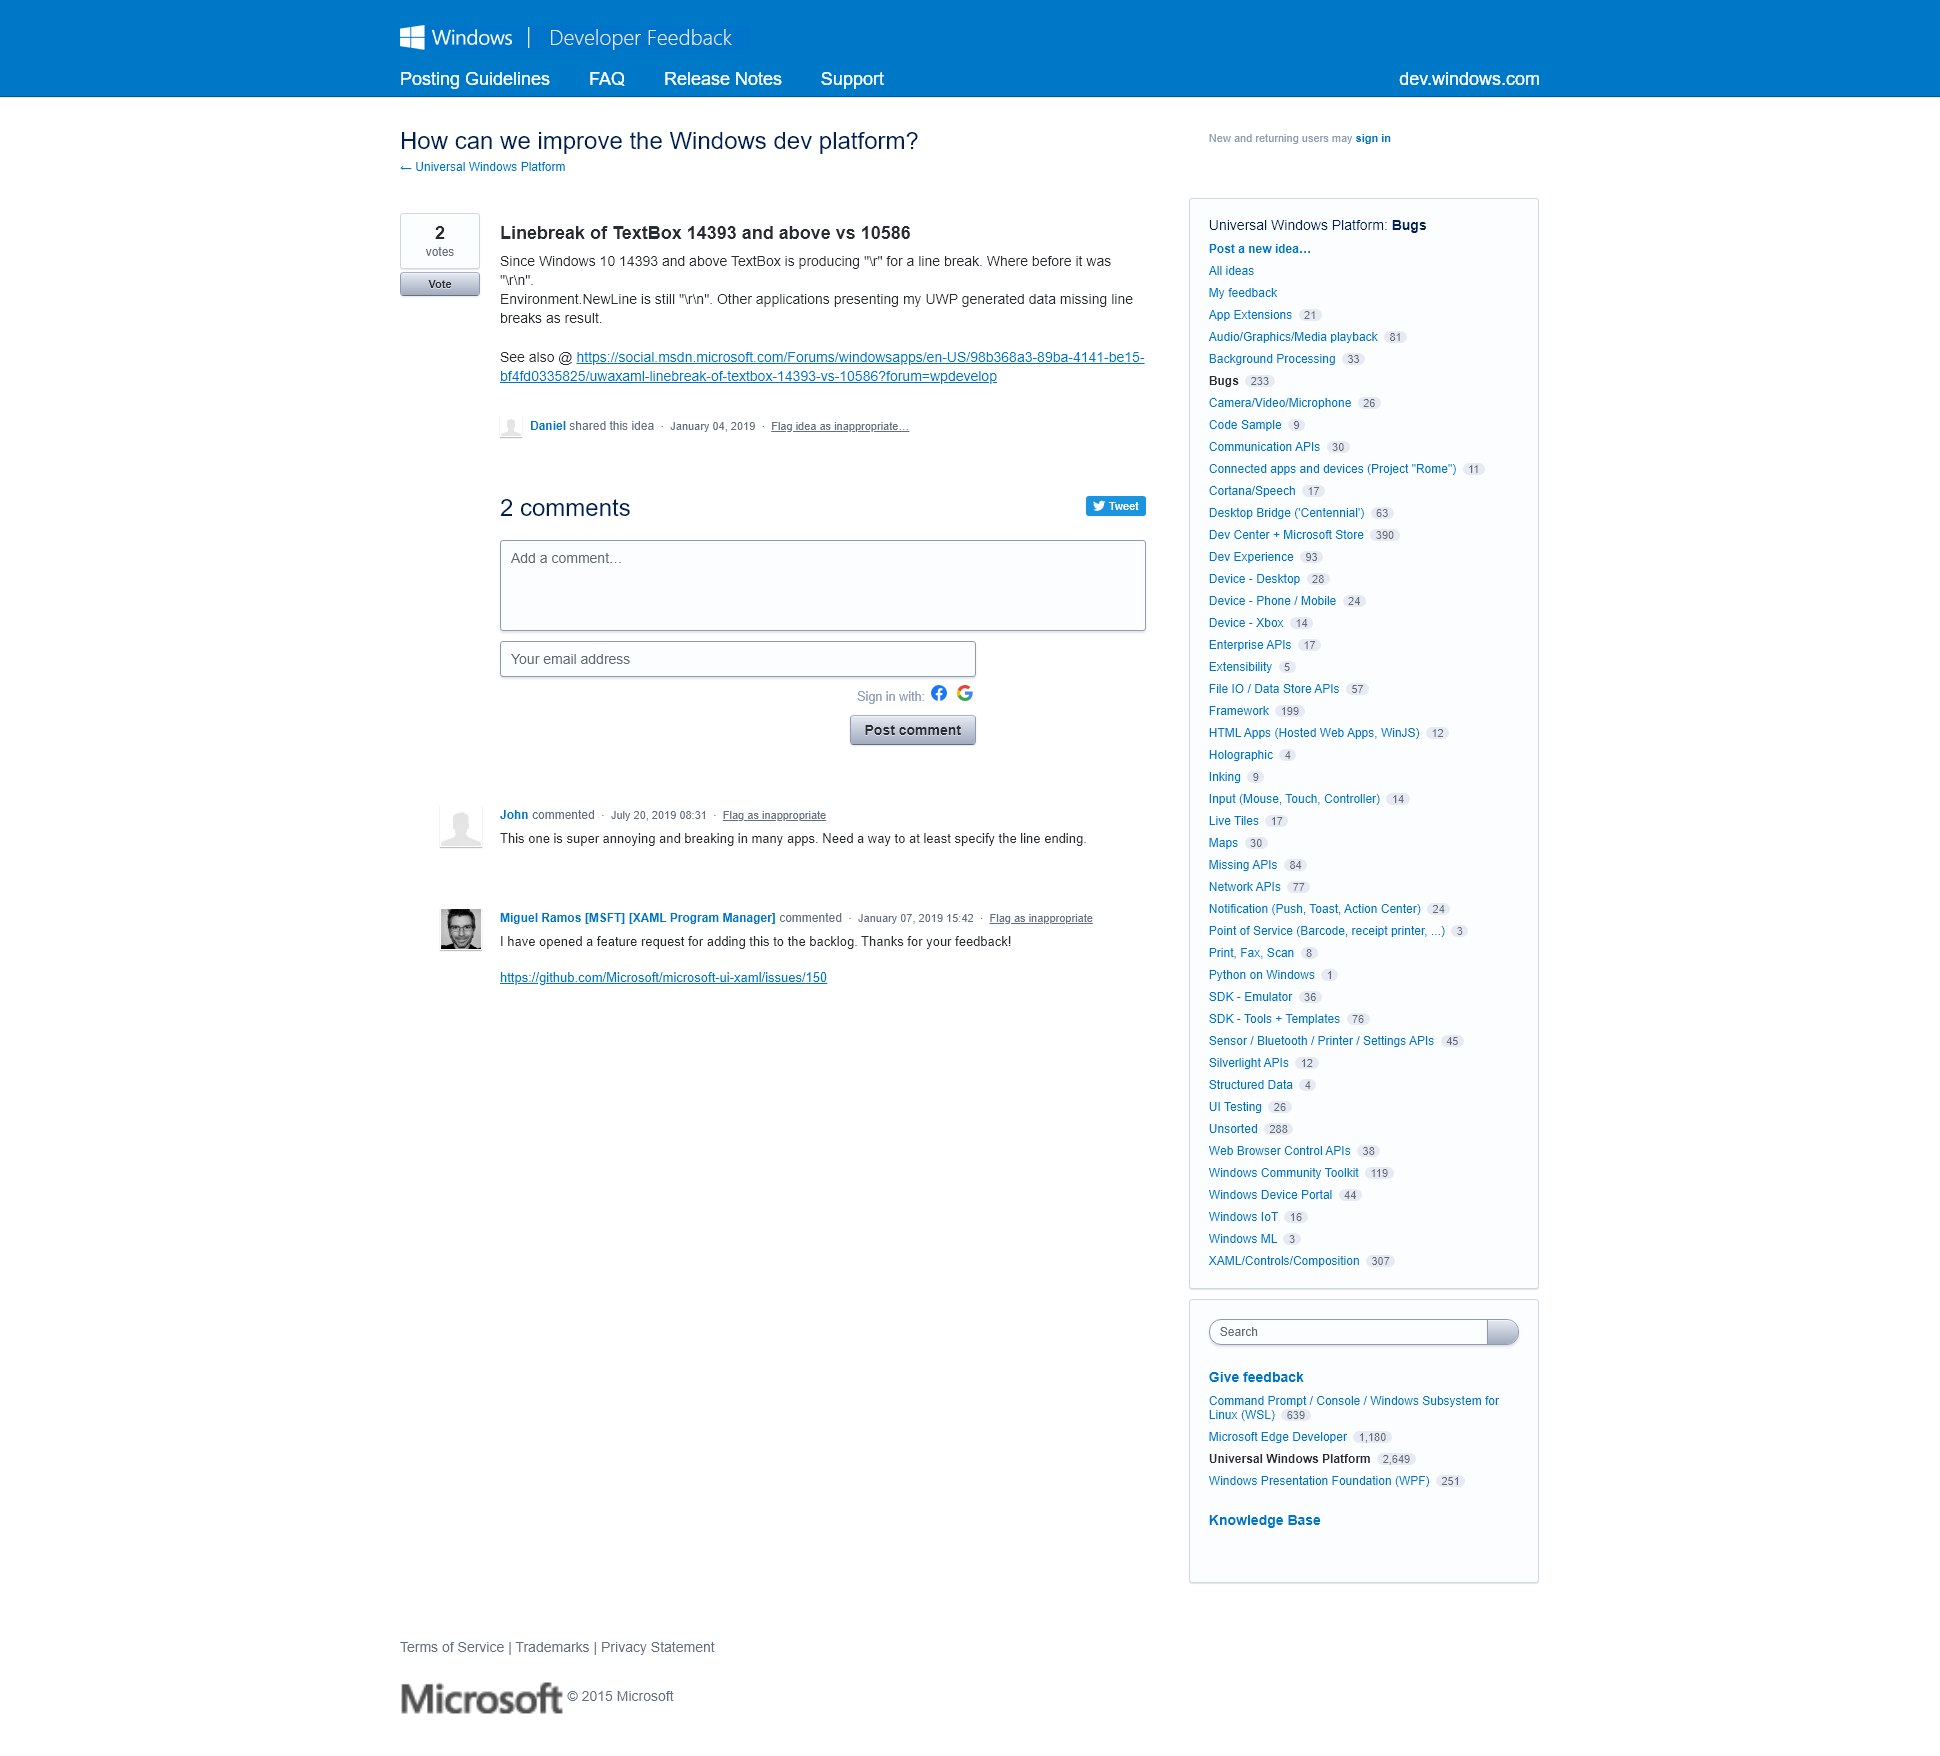 Windows | Developer Feedback
Posting Guidelines FAQ Release Notes Support dev.windows.com
How can we improve the Windows dev platform?
← Universal Windows Platform
New and returning users may sign in
2
votes
Vote
Linebreak of TextBox 14393 and above vs 10586
Since Windows 10 14393 and above TextBox is producing "\r" for a line break. Where before it was
"\r\n".
Environment.NewLine is still "\r\n". Other applications presenting my UWP generated data missing line
breaks as result.
See also @ https://social.msdn.microsoft.com/Forums/windowsapps/en-US/98b368a3-89ba-4141-be15-
bf4fd0335825/uwaxaml-linebreak-of-textbox-14393-vs-10586?forum=wpdevelop
Daniel shared this idea · January 04, 2019 · Flag idea as inappropriate…
2 comments
Tweet
Add a comment…
Your email address
Sign in with:
Post comment
John commented · July 20, 2019 08:31 · Flag as inappropriate
This one is super annoying and breaking in many apps. Need a way to at least specify the line ending.
Miguel Ramos [MSFT] [XAML Program Manager] commented · January 07, 2019 15:42 · Flag as inappropriate
I have opened a feature request for adding this to the backlog. Thanks for your feedback!
https://github.com/Microsoft/microsoft-ui-xaml/issues/150
Universal Windows Platform: Bugs
Post a new idea…
All ideas
My feedback
App Extensions 21
Audio/Graphics/Media playback 81
Background Processing 33
Bugs 233
Camera/Video/Microphone 26
Code Sample 9
Communication APIs 30
Connected apps and devices (Project "Rome") 11
Cortana/Speech 17
Desktop Bridge ('Centennial') 63
Dev Center + Microsoft Store 390
Dev Experience 93
Device - Desktop 28
Device - Phone / Mobile 24
Device - Xbox 14
Enterprise APIs 17
Extensibility 5
File IO / Data Store APIs 57
Framework 199
HTML Apps (Hosted Web Apps, WinJS) 12
Holographic 4
Inking 9
Input (Mouse, Touch, Controller) 14
Live Tiles 17
Maps 30
Missing APIs 84
Network APIs 77
Notification (Push, Toast, Action Center) 24
Point of Service (Barcode, receipt printer, ...) 3
Print, Fax, Scan 8
Python on Windows 1
SDK - Emulator 36
SDK - Tools + Templates 76
Sensor / Bluetooth / Printer / Settings APIs 45
Silverlight APIs 12
Structured Data 4
UI Testing 26
Unsorted 288
Web Browser Control APIs 38
Windows Community Toolkit 119
Windows Device Portal 44
Windows IoT 16
Windows ML 3
XAML/Controls/Composition 307
Search
Give feedback
Command Prompt / Console / Windows Subsystem for
Linux (WSL) 639
Microsoft Edge Developer 1,180
Universal Windows Platform 2,649
Windows Presentation Foundation (WPF) 251
Knowledge Base
Terms of Service | Trademarks | Privacy Statement
Microsoft © 2015 Microsoft